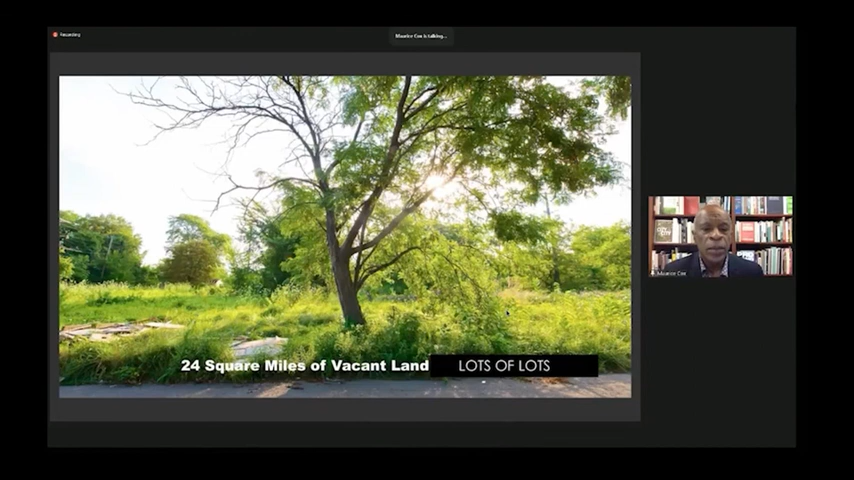 Recording
Maurice Cox is talking...
24 Square Miles of Vacant Land
LOTS OF LOTS
Maurice Cox